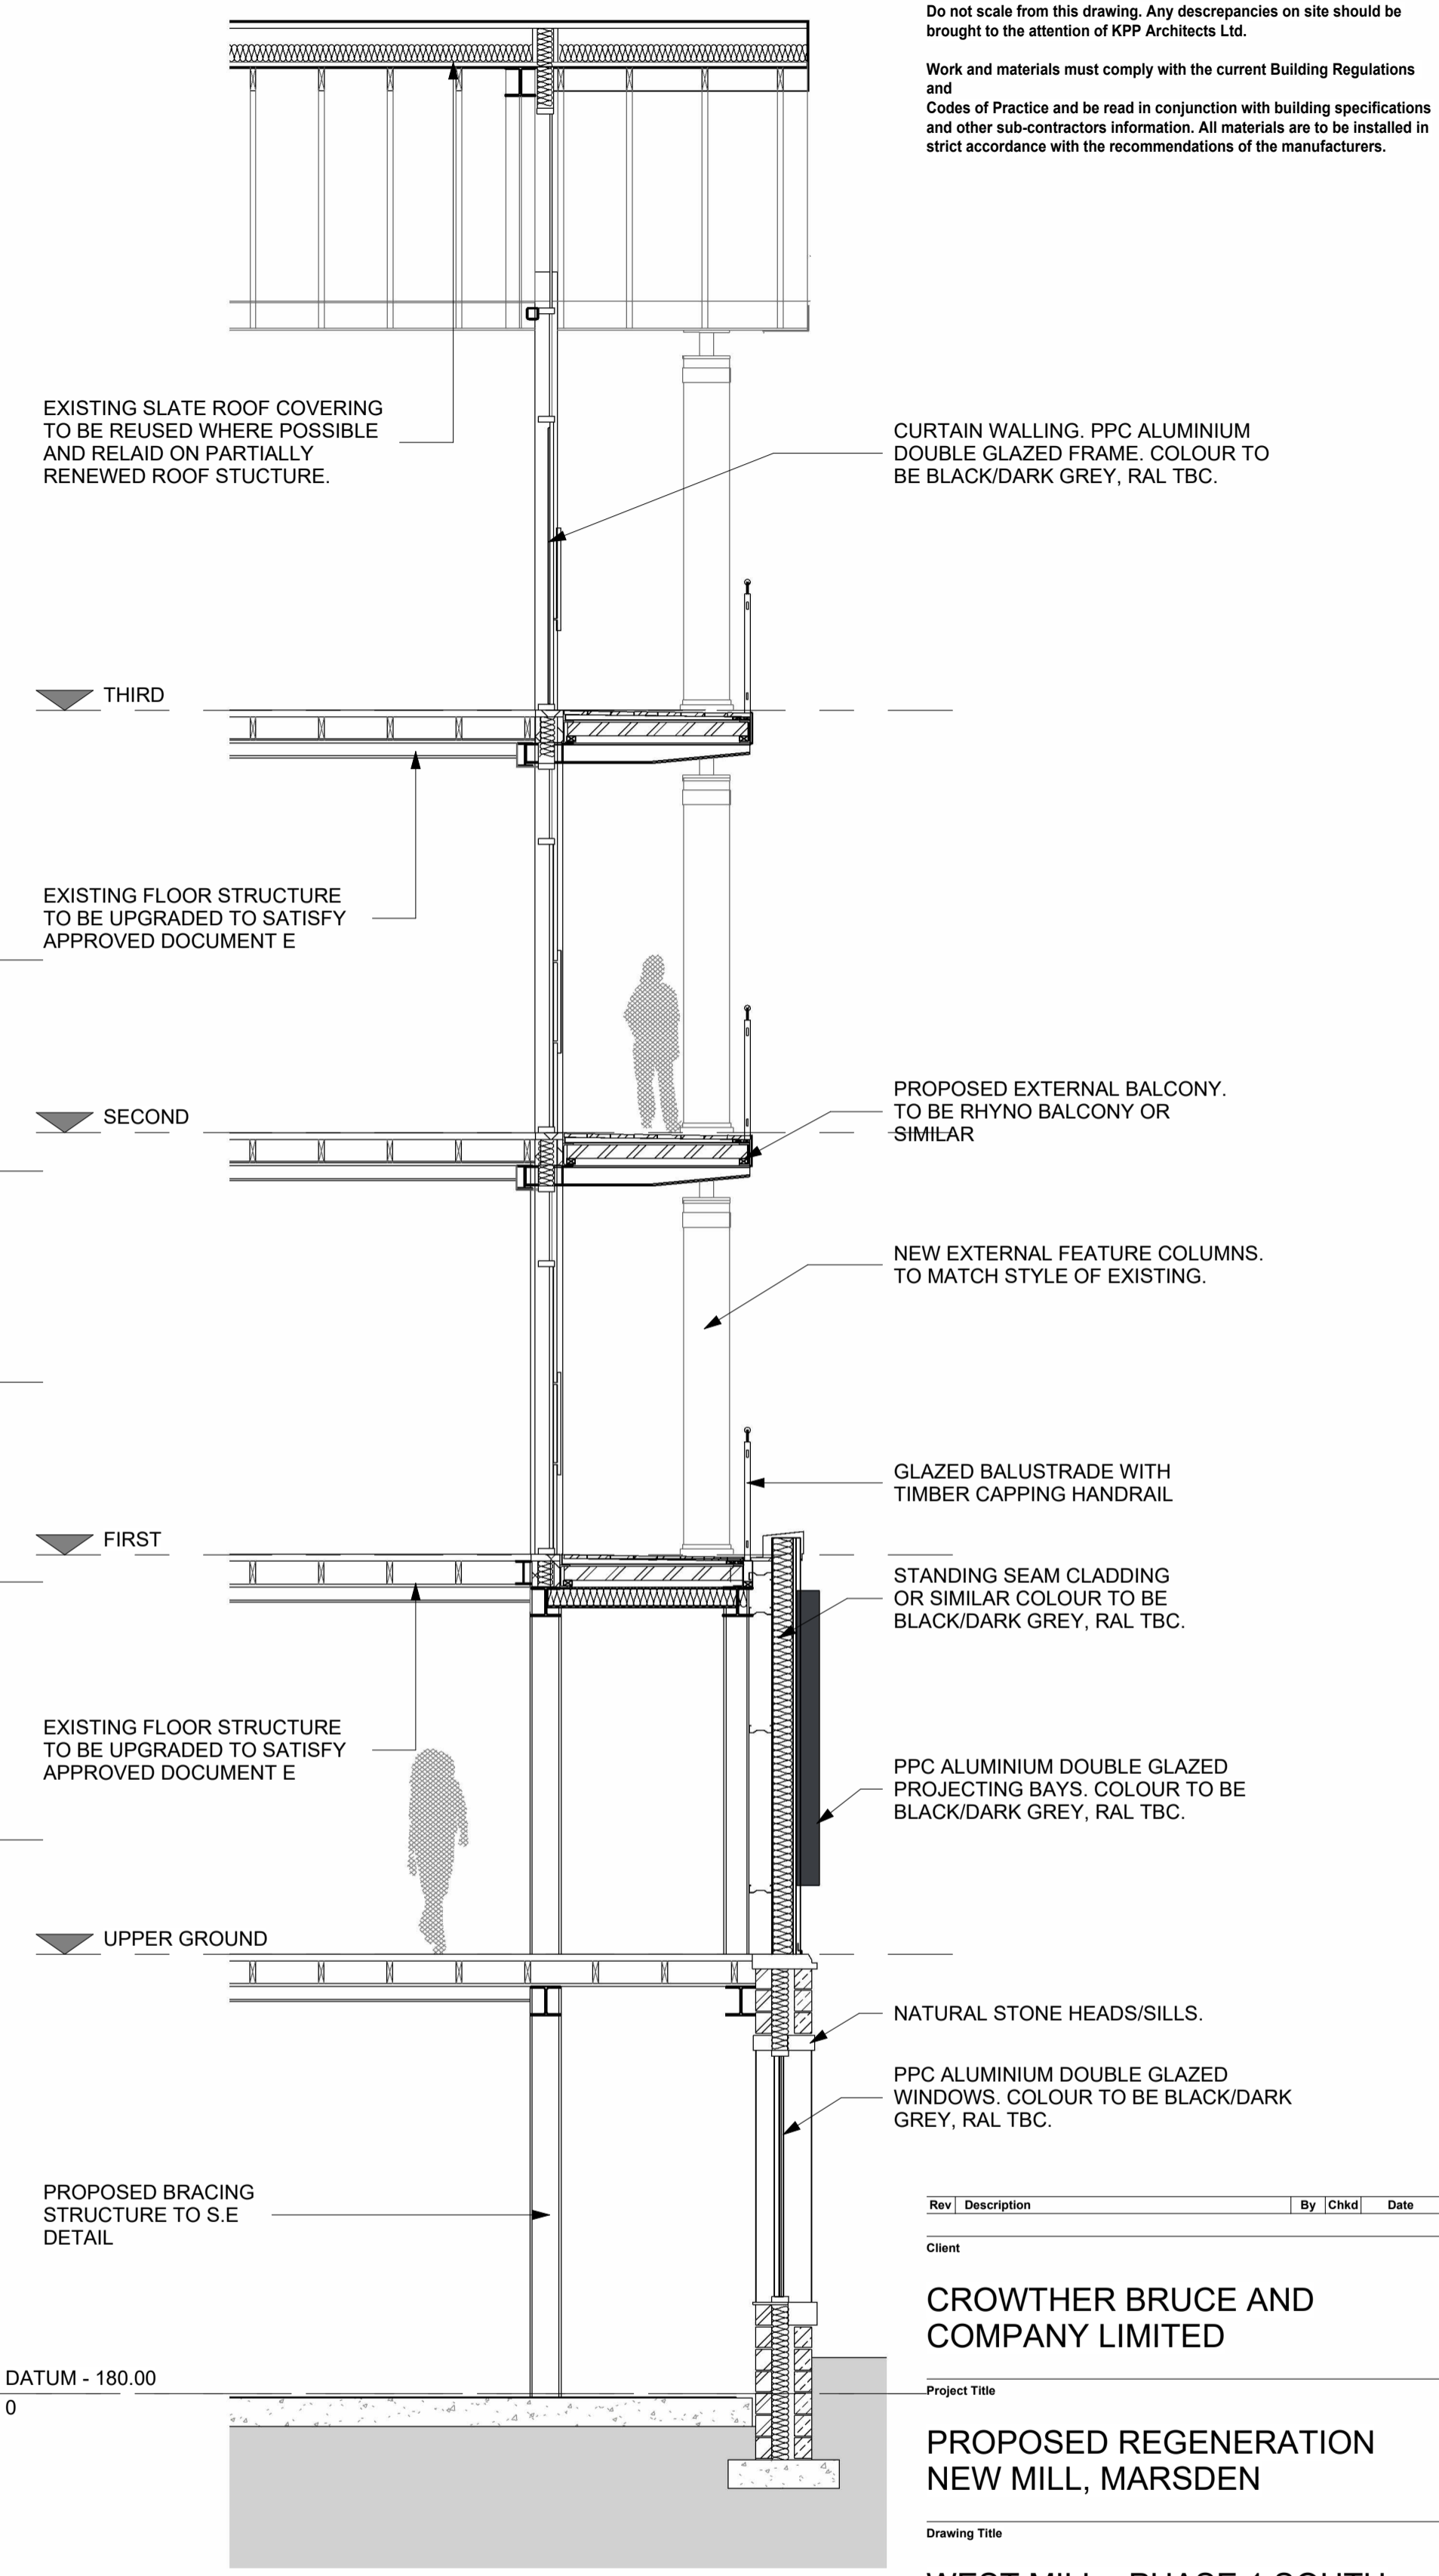 Do not scale from this drawing. Any descrepancies on site should be
brought to the attention of KPP Architects Ltd.
Work and materials must comply with the current Building Regulations
and
Codes of Practice and be read in conjunction with building specifications
and other sub-contractors information. All materials are to be installed in
strict accordance with the recommendations of the manufacturers.
EXISTING SLATE ROOF COVERING
TO BE REUSED WHERE POSSIBLE
AND RELAID ON PARTIALLY
RENEWED ROOF STUCTURE.
CURTAIN WALLING. PPC ALUMINIUM
DOUBLE GLAZED FRAME. COLOUR TO
BE BLACK/DARK GREY, RAL TBC.
THIRD
EXISTING FLOOR STRUCTURE
TO BE UPGRADED TO SATISFY
APPROVED DOCUMENT E
SECOND
PROPOSED EXTERNAL BALCONY.
TO BE RHYNO BALCONY OR
SIMILAR
NEW EXTERNAL FEATURE COLUMNS.
TO MATCH STYLE OF EXISTING.
GLAZED BALUSTRADE WITH
TIMBER CAPPING HANDRAIL
FIRST
STANDING SEAM CLADDING
OR SIMILAR COLOUR TO BE
BLACK/DARK GREY, RAL TBC.
EXISTING FLOOR STRUCTURE
TO BE UPGRADED TO SATISFY
APPROVED DOCUMENT E
PPC ALUMINIUM DOUBLE GLAZED
PROJECTING BAYS. COLOUR TO BE
BLACK/DARK GREY, RAL TBC.
UPPER GROUND
NATURAL STONE HEADS/SILLS.
PPC ALUMINIUM DOUBLE GLAZED
WINDOWS. COLOUR TO BE BLACK/DARK
GREY, RAL TBC.
PROPOSED BRACING
STRUCTURE TO S.E
DETAIL
Rev Description By Chkd Date
Client
CROWTHER BRUCE AND
COMPANY LIMITED
DATUM - 180.00
0
Project Title
PROPOSED REGENERATION
NEW MILL, MARSDEN
Drawing Title
WEST MILL - PHASE 1 SOUTH